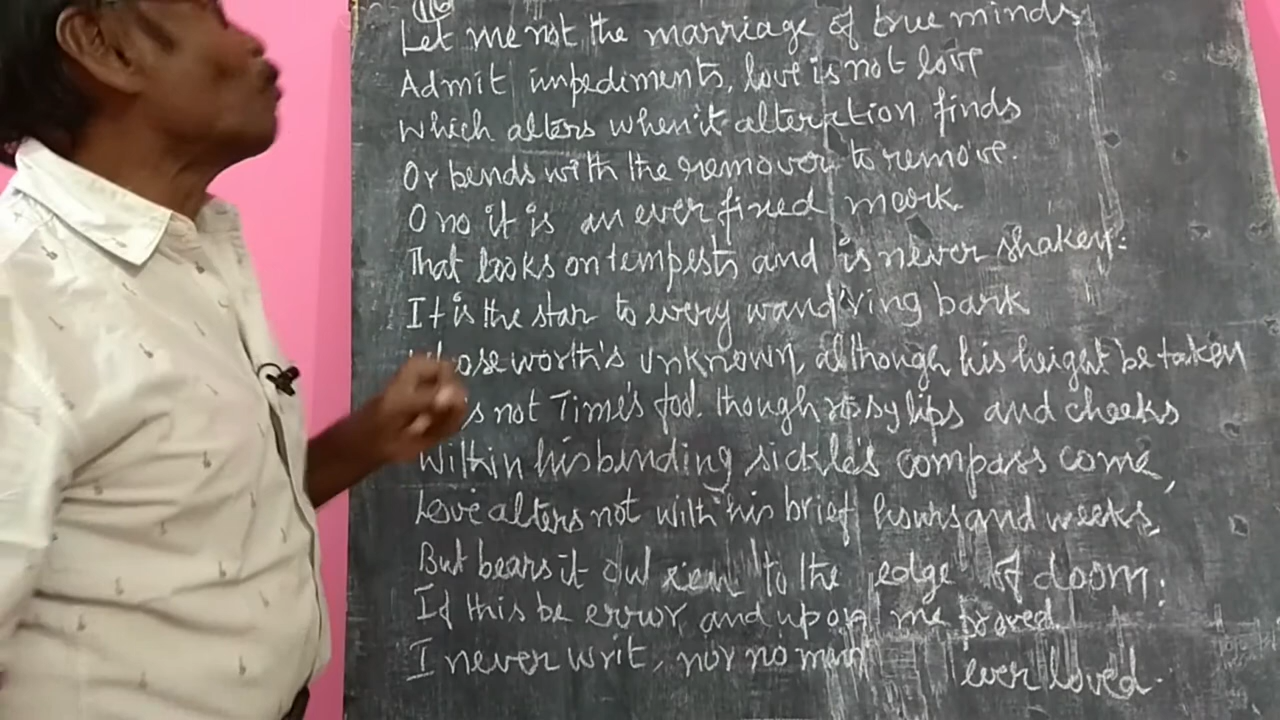 116
Let me not the marriage of true minds
Admit impediments, love is not love
Which alters when it alteration finds
Or bends with the remover to remove.
O no it is an ever fixed mark.
That looks on tempests and is never shaken:
It is the star to every wandring bark
whose worth's unknown, although his height be taken
s not Time's fool. though rosy lips and cheeks
Within his bending sickle's compass come,
Love alters not with his brief hours and weeks,
But bears it out even to the edge of doom:
If this be error and upon me proved.
I never writ, nor no man ever loved.